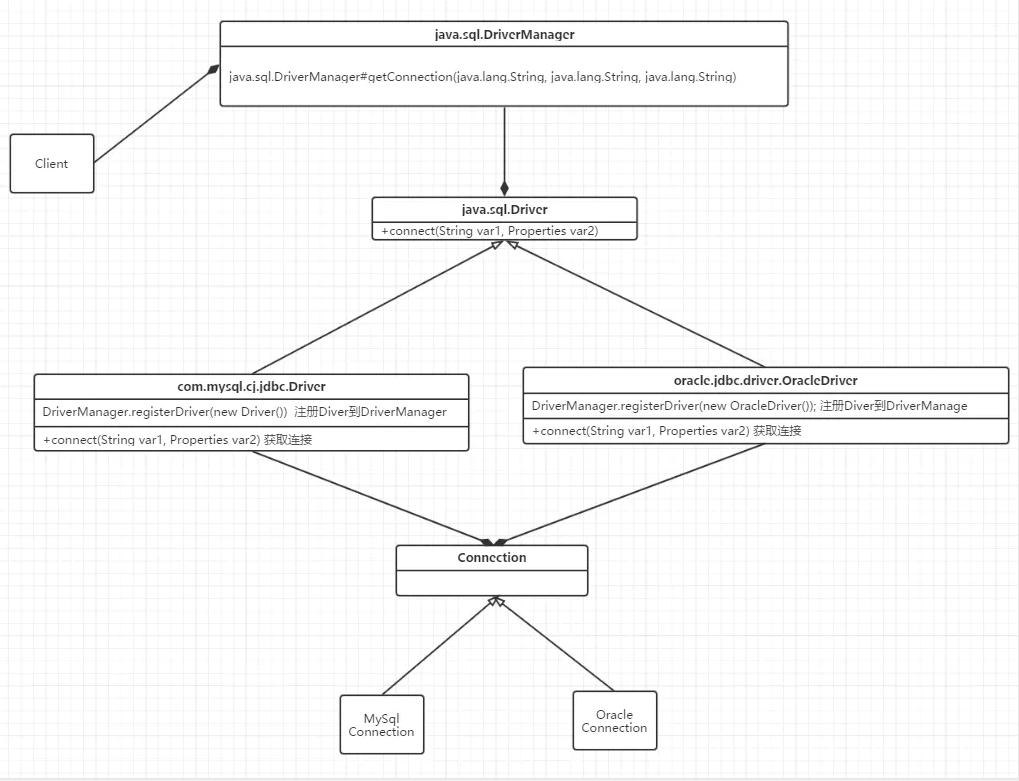 java.sql.DriverManager
java.sql.DriverManager#getConnection(java.lang.String, java.lang.String, java.lang.String)
Client
java.sql.Driver
+connect(String var1, Properties var2)
com.mysql.cj.jdbc.Driver
DriverManager.registerDriver(new Driver()) 注册Diver到DriverManager
+connect(String var1, Properties var2) 获取连接
oracle.jdbc.driver.OracleDriver
DriverManager.registerDriver(new OracleDriver()); 注册Diver到DriverManage
+connect(String var1, Properties var2) 获取连接
Connection
MySql
Connection
Oracle
Connection